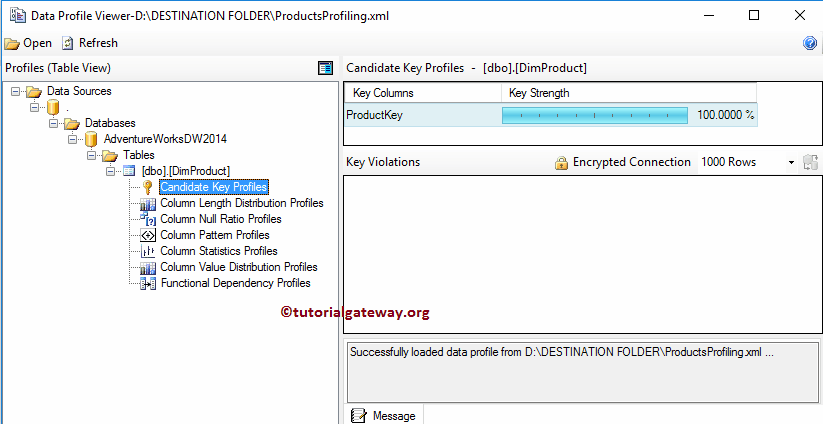 Data Profile Viewer-D:\DESTINATION FOLDER\ProductsProfiling.xml
Open Refresh
Profiles (Table View)
Data Sources
.
Databases
AdventureWorksDW2014
Tables
[dbo].[DimProduct]
Candidate Key Profiles
Column Length Distribution Profiles
Column Null Ratio Profiles
Column Pattern Profiles
Column Statistics Profiles
Column Value Distribution Profiles
Functional Dependency Profiles
Candidate Key Profiles - [dbo].[DimProduct]
Key Columns Key Strength
ProductKey 100.0000 %
Key Violations Encrypted Connection 1000 Rows
©tutorialgateway.org
Successfully loaded data profile from D:\DESTINATION FOLDER\ProductsProfiling.xml ...
Message